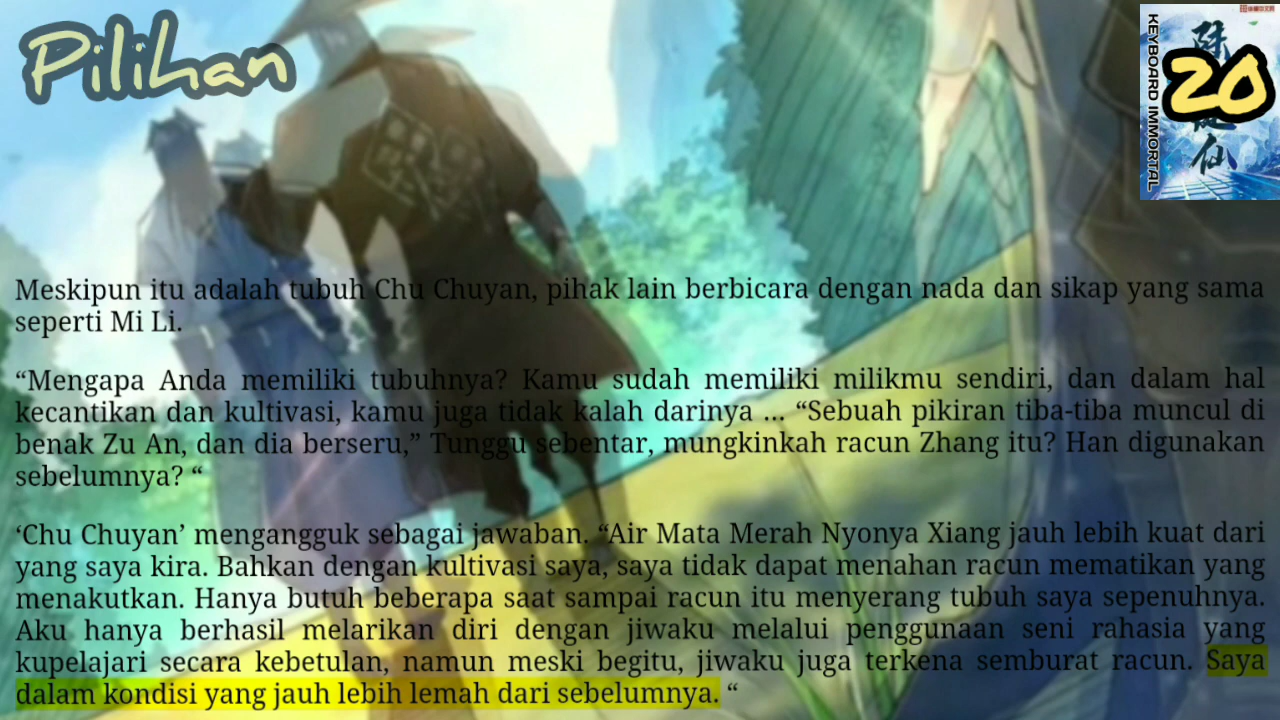 Pilihan
KEYBOARD IMMORTAL
20
仙
Meskipun itu adalah tubuh Chu Chuyan, pihak lain berbicara dengan nada dan sikap yang sama
seperti Mi Li.
“Mengapa Anda memiliki tubuhnya? Kamu sudah memiliki milikmu sendiri, dan dalam hal
kecantikan dan kultivasi, kamu juga tidak kalah darinya ... “Sebuah pikiran tiba-tiba muncul di
benak Zu An, dan dia berseru,” Tunggu sebentar, mungkinkah racun Zhang itu? Han digunakan
sebelumnya? “
‘Chu Chuyan’ mengangguk sebagai jawaban. “Air Mata Merah Nyonya Xiang jauh lebih kuat dari
yang saya kira. Bahkan dengan kultivasi saya, saya tidak dapat menahan racun mematikan yang
menakutkan. Hanya butuh beberapa saat sampai racun itu menyerang tubuh saya sepenuhnya.
Aku hanya berhasil melarikan diri dengan jiwaku melalui penggunaan seni rahasia yang
kupelajari secara kebetulan, namun meski begitu, jiwaku juga terkena semburat racun. Saya
dalam kondisi yang jauh lebih lemah dari sebelumnya. “